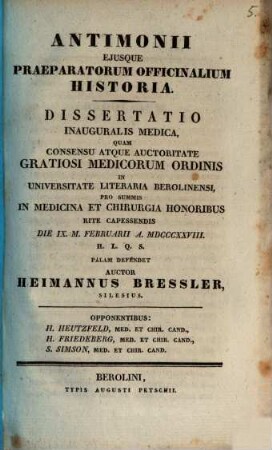 5.
ANTIMONII
EJUSQUE
PRAEPARATORUM OFFICINALIUM
HISTORIA.
DISSERTATIO
INAUGURALIS MEDICA,
QUAM
CONSENSU ATQUE AUCTORITATE
GRATIOSI MEDICORUM ORDINIS
IN
UNIVERSITATE LITERARIA BEROLINENSI,
PRO SUMMIS
IN MEDICINA ET CHIRURGIA HONORIBUS
RITE CAPESSENDIS
DIE IX. M. FEBRUARII A. MDCCCXXVIII.
H. L. Q. S.
PALAM DEFENDET
AUCTOR
HEIMANNUS BRESSLER,
SILESIUS.
OPPONENTIBUS:
H. HEUTZFELD, MED. ET CHIR. CAND.,
H. FRIEDEBERG, MED. ET CHIR. CAND.,
S. SIMSON, MED. ET CHIR. CAND.
BEROLINI,
TYPIS AUGUSTI PETSCHII.